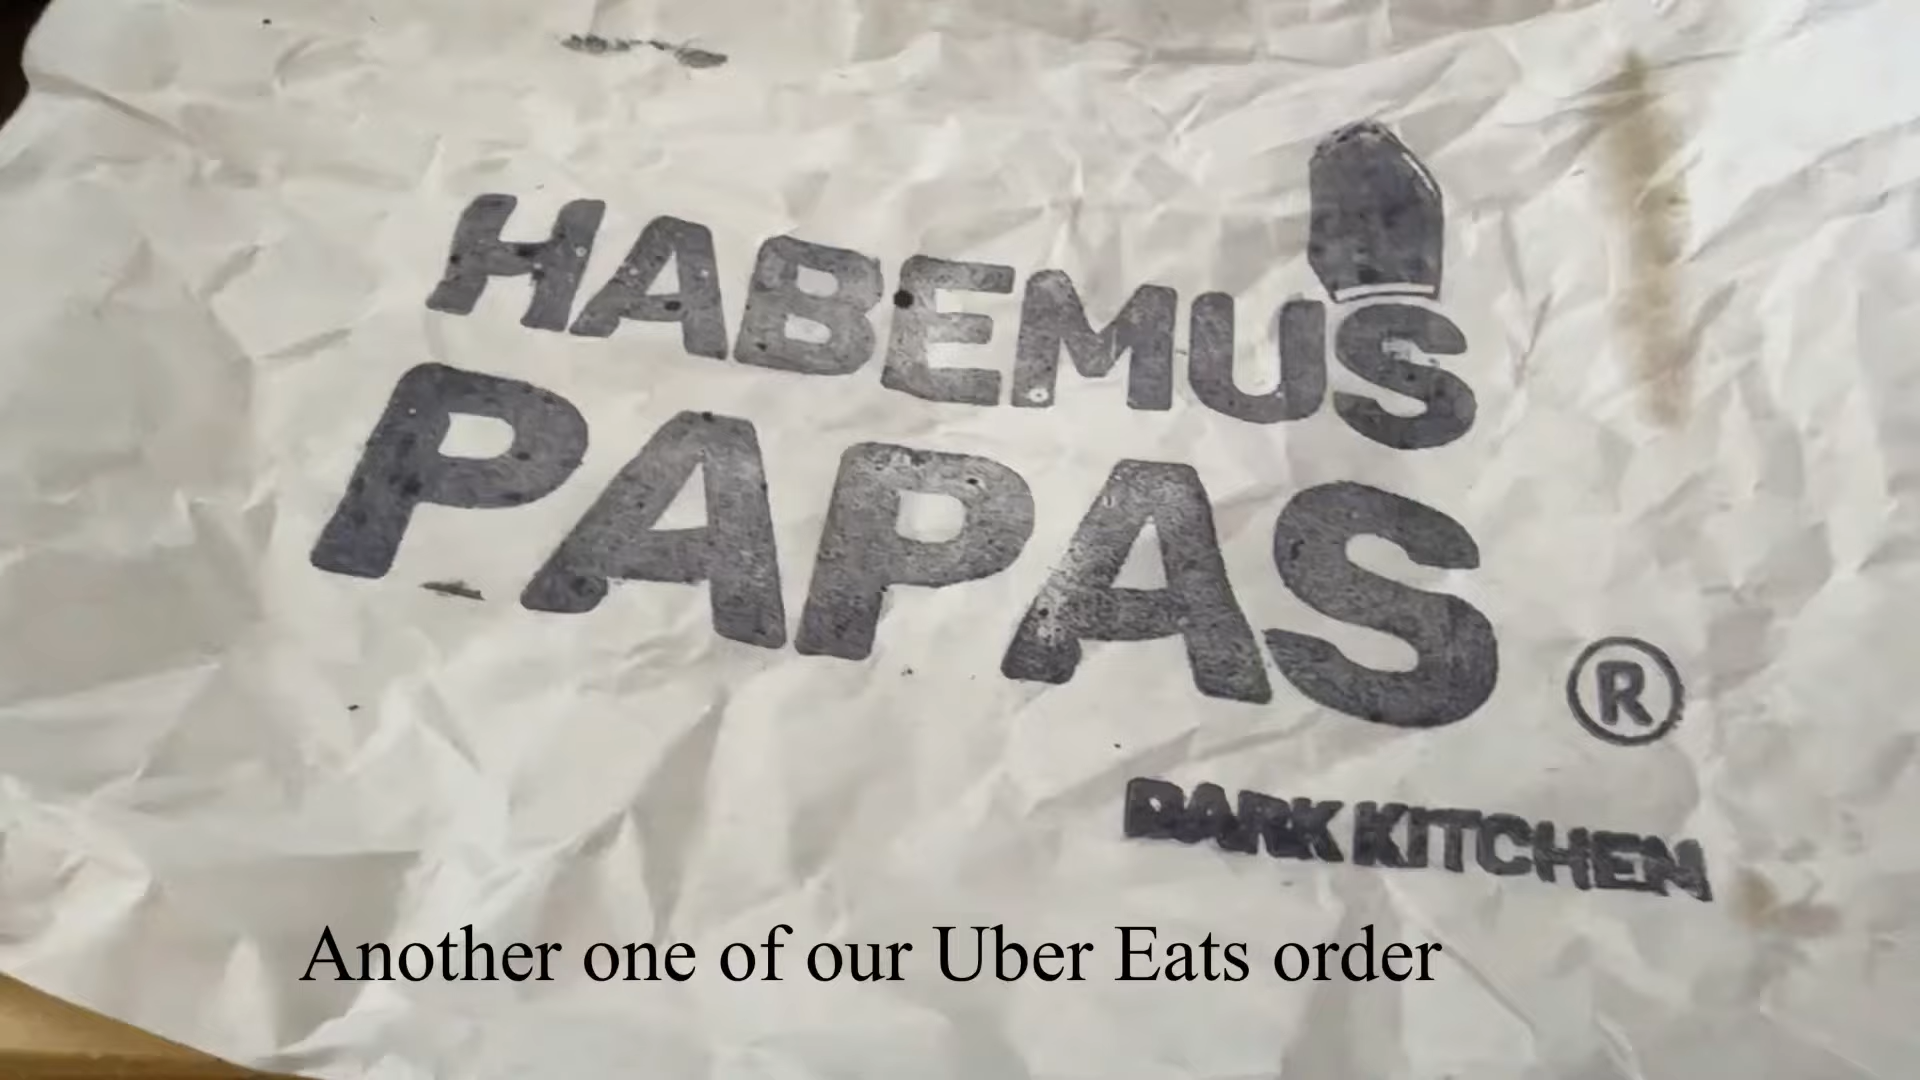 HABEMUS
PAPAS
®
DARK KITCHEN
Another one of our Uber Eats order